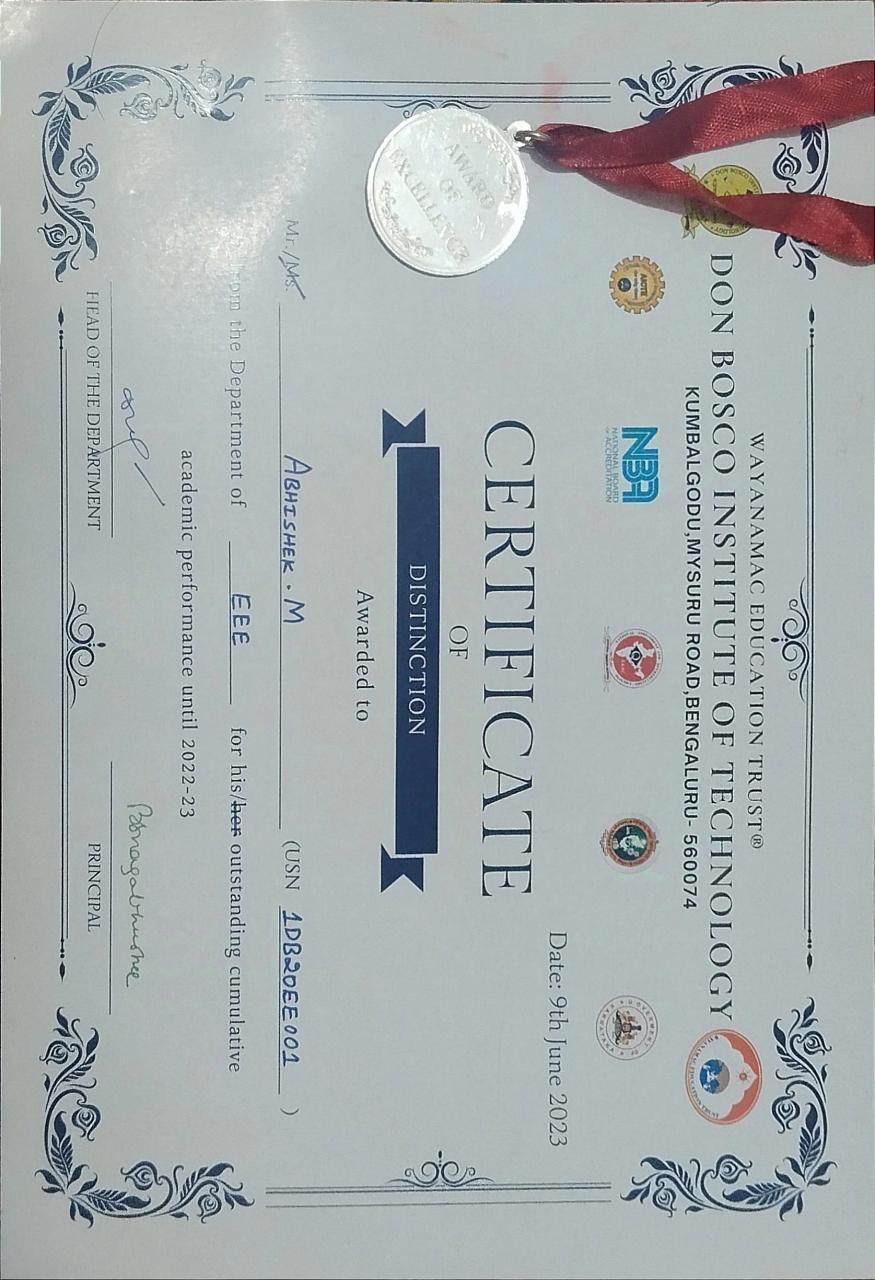 WAYANAMAC EDUCATION TRUST®
DON BOSCO INSTITUTE OF TECHNOLOGY
KUMBALGODU,MYSURU ROAD,BENGALURU- 560074
AICTE
NBA
NATIONAL BOARD
of ACCREDITATION
Date: 9th June 2023
CERTIFICATE
OF
DISTINCTION
Awarded to
AWARD
OF
EXCELLENCE
Mr./Ms. ABHISHEK . M (USN 1DB20EE001 )
from the Department of EEE for his/her outstanding cumulative
academic performance until 2022-23
HEAD OF THE DEPARTMENT
PRINCIPAL